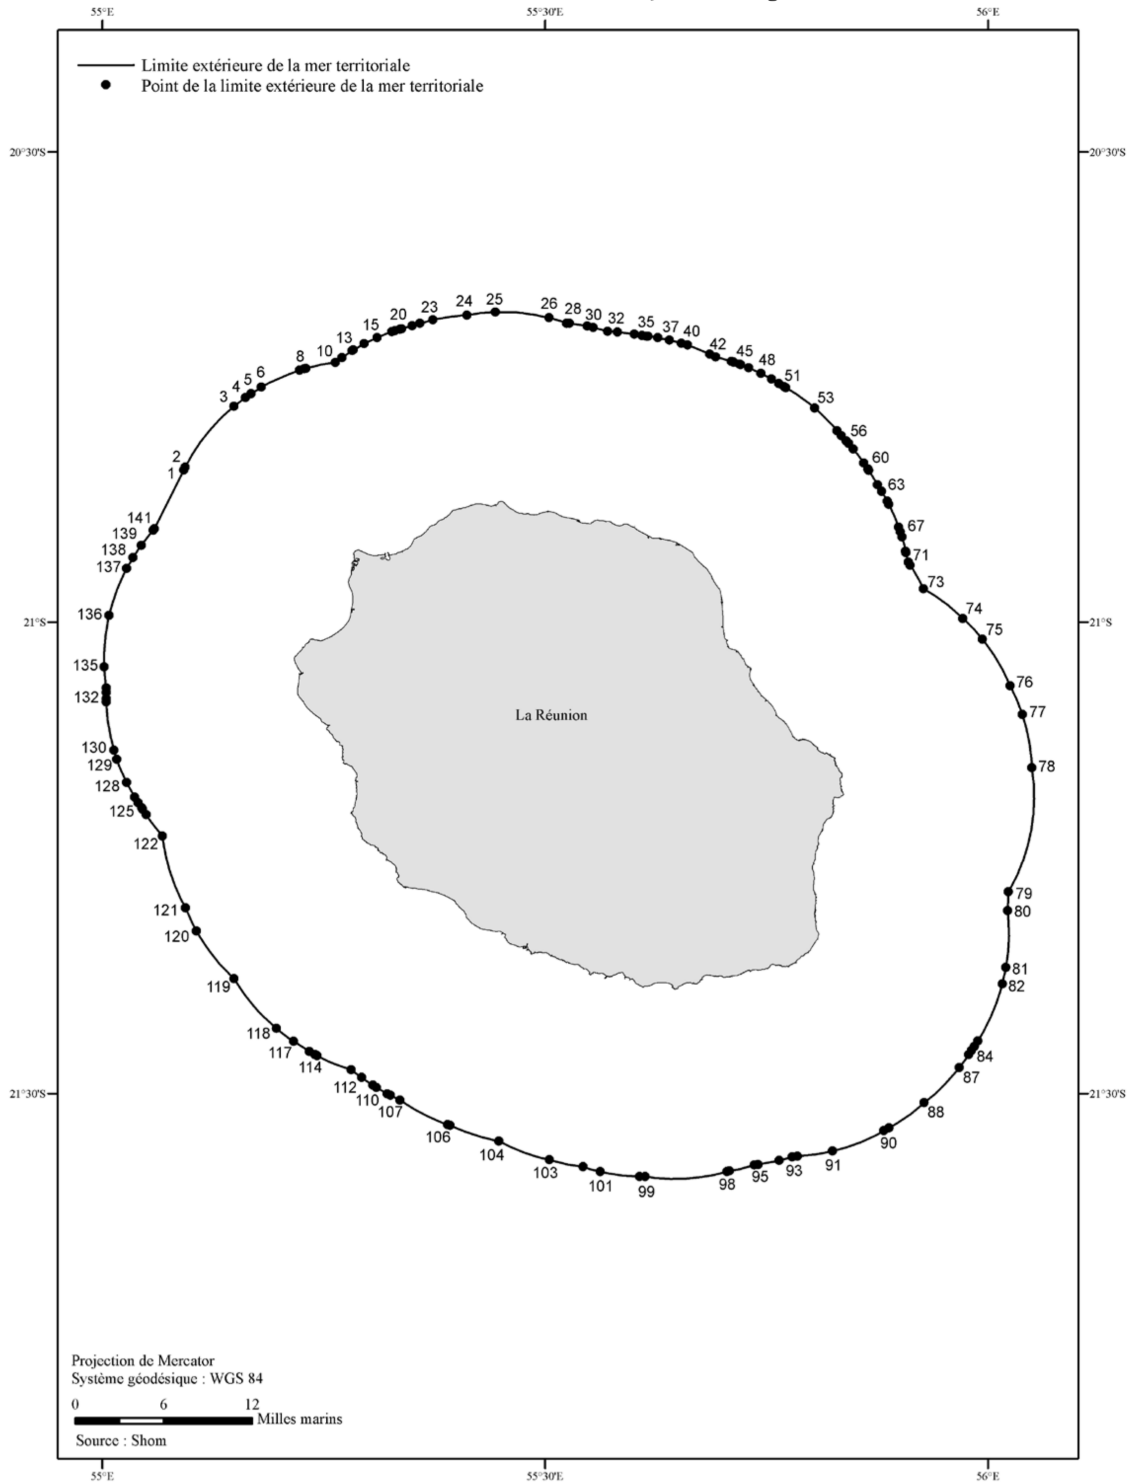 55°E 55°30'E 56°E
Limite extérieure de la mer territoriale
Point de la limite extérieure de la mer territoriale
20°30'S 20°30'S
23 24 25 26 28 30 32 35 37 40
20 15 13 10 8 42 45 48 51
6 5 4 3 53
56
2 60
1 63
141 67
139 71
138 73
137
136 74
21°S 21°S
75
135
132 76
La Réunion 77
130
129 78
128
125
122
79
121 80
120
81
119 82
118
117 84
114
112 87
110
107 88
21°30'S 21°30'S
106 90
104 91
103 93
101 95
99 98
Projection de Mercator
Système géodésique : WGS 84
0 6 12
Milles marins
Source : Shom
55°E 55°30'E 56°E